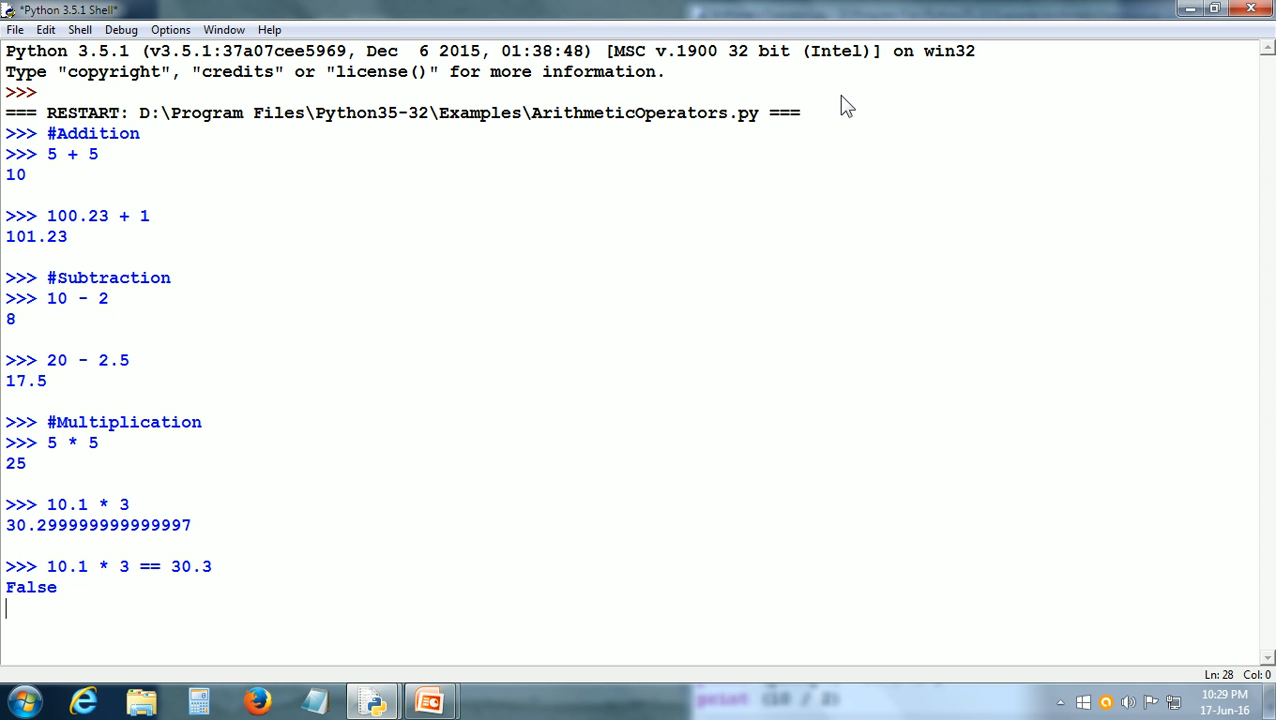 *Python 3.5.1 Shell*
File Edit Shell Debug Options Window Help
Python 3.5.1 (v3.5.1:37a07cee5969, Dec  6 2015, 01:38:48) [MSC v.1900 32 bit (Intel)] on win32
Type "copyright", "credits" or "license()" for more information.
>>>
=== RESTART: D:\Program Files\Python35-32\Examples\ArithmeticOperators.py ===
>>> #Addition
>>> 5 + 5
10
>>> 100.23 + 1
101.23
>>> #Subtraction
>>> 10 - 2
8
>>> 20 - 2.5
17.5
>>> #Multiplication
>>> 5 * 5
25
>>> 10.1 * 3
30.299999999999997
>>> 10.1 * 3 == 30.3
False
Ln: 28 Col: 0
print (10 / 2)
10:29 PM
17-Jun-16